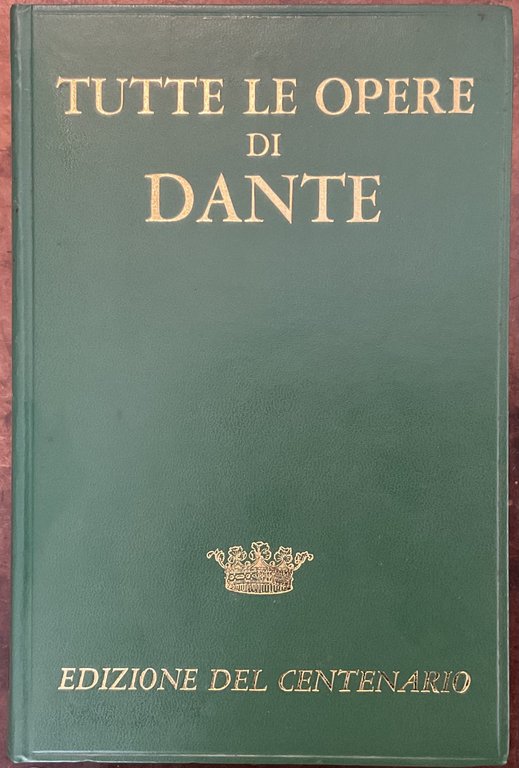 TUTTE LE OPERE
DI
DANTE
EDIZIONE DEL CENTENARIO